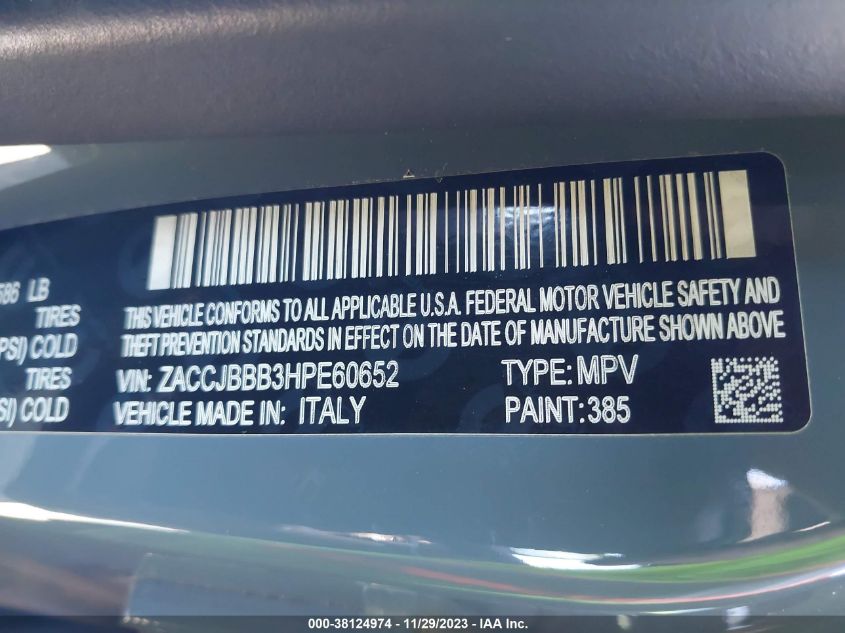 586 LB
TIRES
PSI) COLD
TIRES
SI) COLD
THIS VEHICLE CONFORMS TO ALL APPLICABLE U.S.A. FEDERAL MOTOR VEHICLE SAFETY AND
THEFT PREVENTION STANDARDS IN EFFECT ON THE DATE OF MANUFACTURE SHOWN ABOVE
VIN: ZACCJBBB3HPE60652 TYPE: MPV
VEHICLE MADE IN: ITALY PAINT: 385
000-38124974 - 11/29/2023 - IAA Inc.